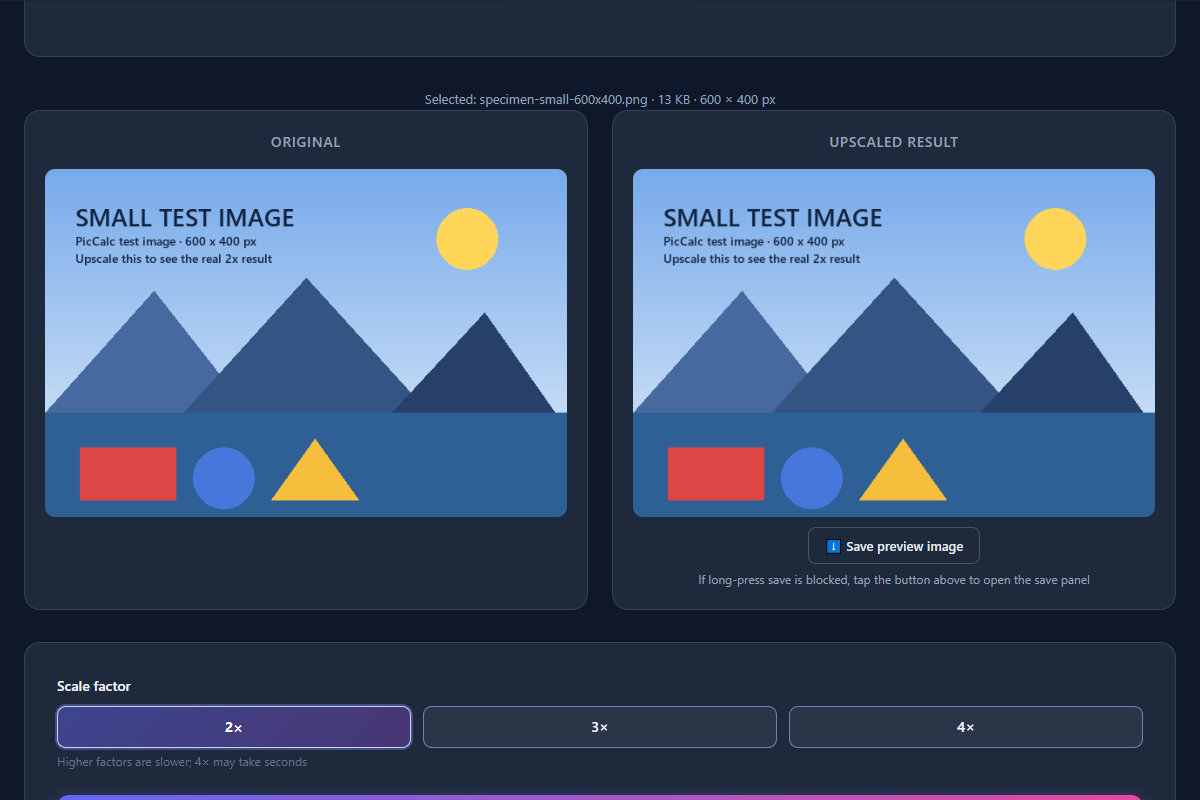 Selected: specimen-small-600x400.png · 13 KB · 600 × 400 px
ORIGINAL
SMALL TEST IMAGE
PicCalc test image · 600 x 400 px
Upscale this to see the real 2x result
UPSCALED RESULT
SMALL TEST IMAGE
PicCalc test image · 600 x 400 px
Upscale this to see the real 2x result
Save preview image
If long-press save is blocked, tap the button above to open the save panel
Scale factor
2×
3×
4×
Higher factors are slower; 4× may take seconds